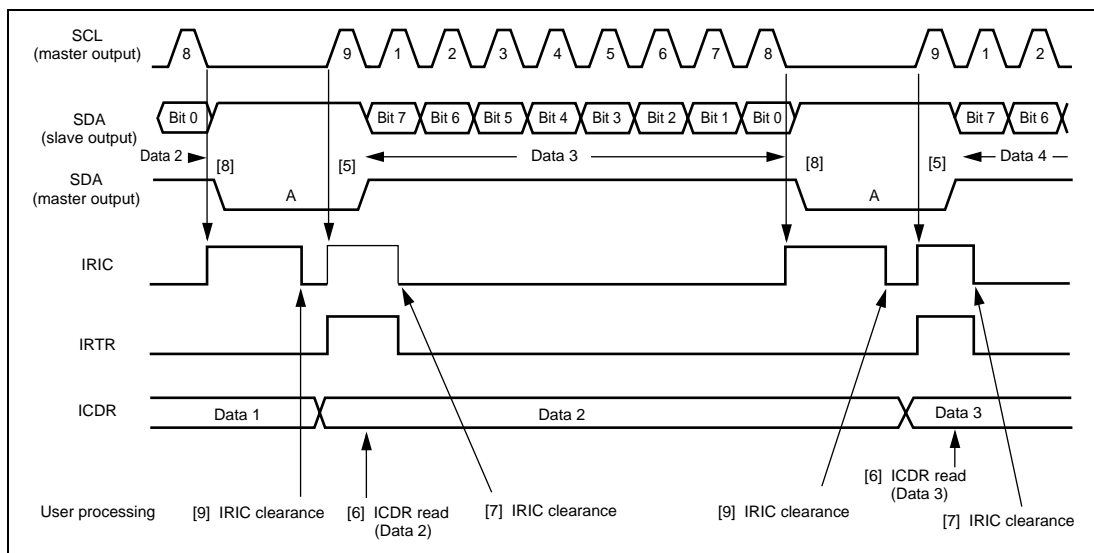 SCL
(master output)
8 9 1 2 3 4 5 6 7 8 9 1 2
SDA
(slave output)
Bit 0 Bit 7 Bit 6 Bit 5 Bit 4 Bit 3 Bit 2 Bit 1 Bit 0 Bit 7 Bit 6
Data 2 [8] [5] Data 3 [8] [5] Data 4
SDA
(master output)
A A
IRIC
IRTR
ICDR Data 1 Data 2 Data 3
User processing [9] IRIC clearance [6] ICDR read
(Data 2) [7] IRIC clearance [9] IRIC clearance [6] ICDR read
(Data 3) [7] IRIC clearance